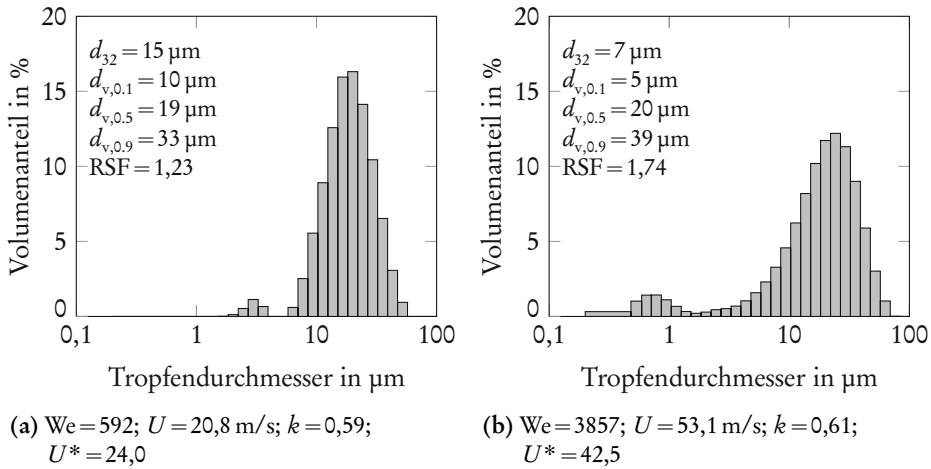 20
15
10
5
0
Volumenanteil in %
d32 = 15 µm
dv,0.1 = 10 µm
dv,0.5 = 19 µm
dv,0.9 = 33 µm
RSF = 1,23
0,1
1
10
100
Tropfendurchmesser in µm
(a) We = 592; U = 20,8 m/s; k = 0,59;
U* = 24,0
20
15
10
5
0
Volumenanteil in %
d32 = 7 µm
dv,0.1 = 5 µm
dv,0.5 = 20 µm
dv,0.9 = 39 µm
RSF = 1,74
0,1
1
10
100
Tropfendurchmesser in µm
(b) We = 3857; U = 53,1 m/s; k = 0,61;
U* = 42,5